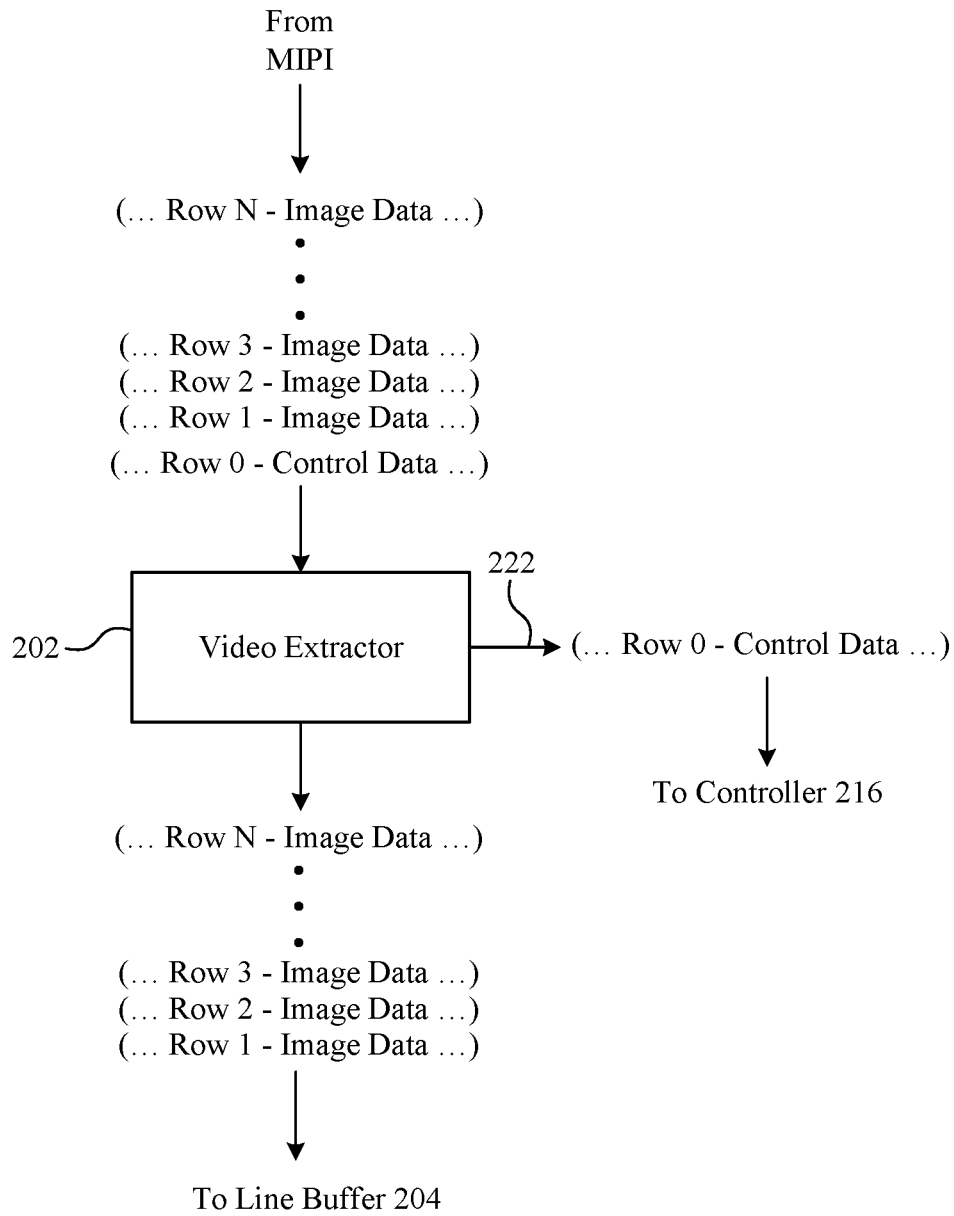 From
MIPI
(… Row N - Image Data …)
(… Row 3 - Image Data …)
(… Row 2 - Image Data …)
(… Row 1 - Image Data …)
(… Row 0 - Control Data …)
222
202
Video Extractor
(… Row 0 - Control Data …)
To Controller 216
(… Row N - Image Data …)
(… Row 3 - Image Data …)
(… Row 2 - Image Data …)
(… Row 1 - Image Data …)
To Line Buffer 204